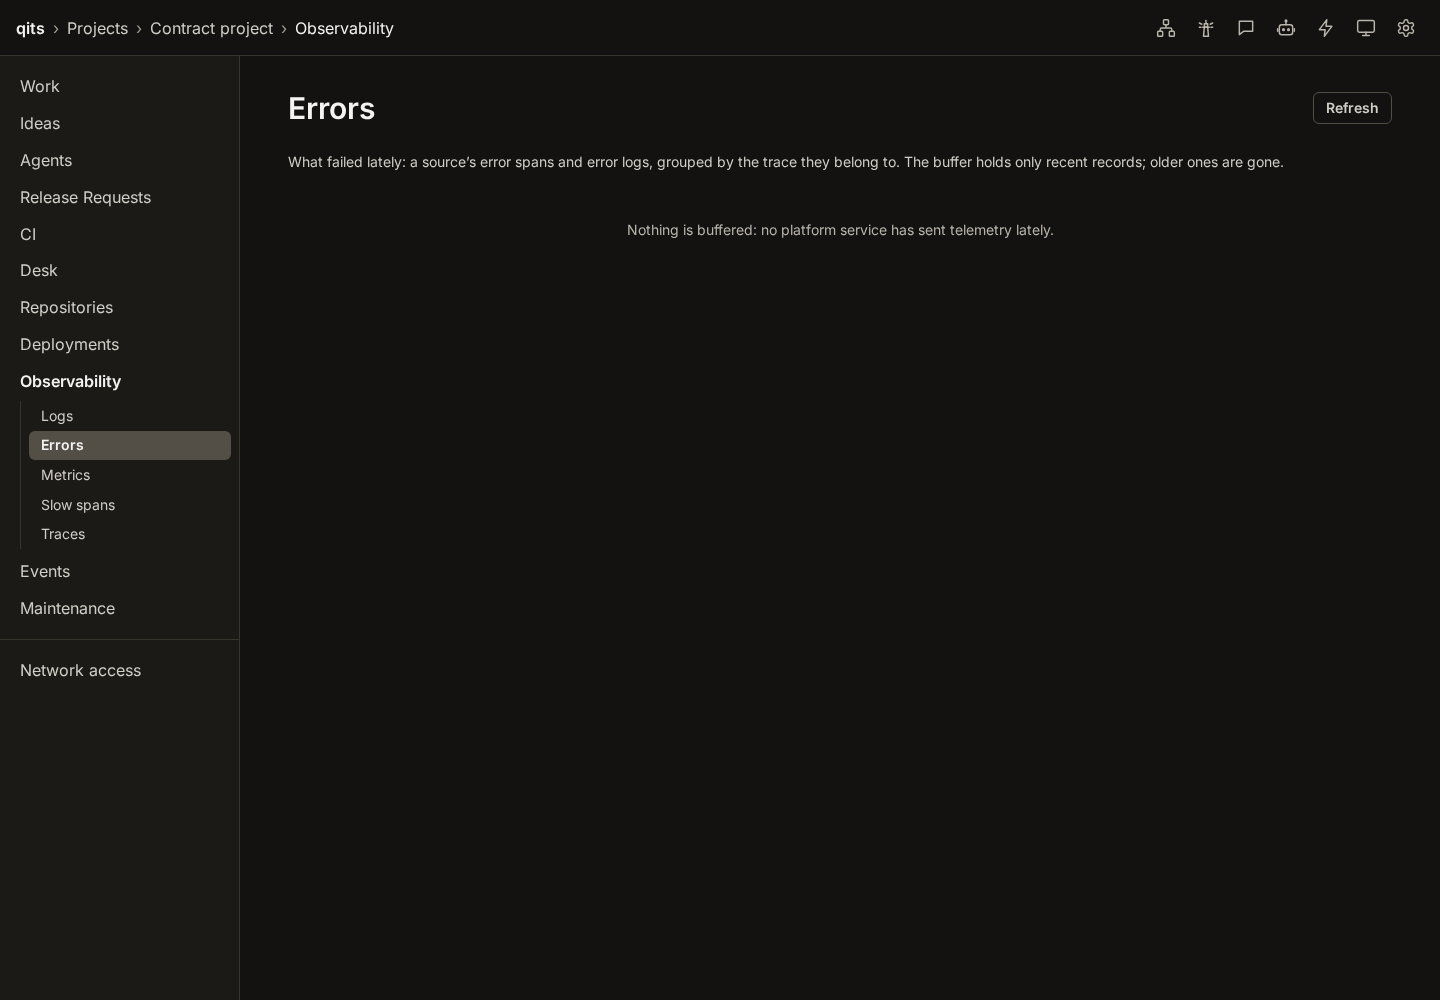 qits › Projects › Contract project › Observability
Work
Ideas
Agents
Release Requests
CI
Desk
Repositories
Deployments
Observability
Logs
Errors
Metrics
Slow spans
Traces
Events
Maintenance
Network access
Errors
Refresh
What failed lately: a source’s error spans and error logs, grouped by the trace they belong to. The buffer holds only recent records; older ones are gone.
Nothing is buffered: no platform service has sent telemetry lately.